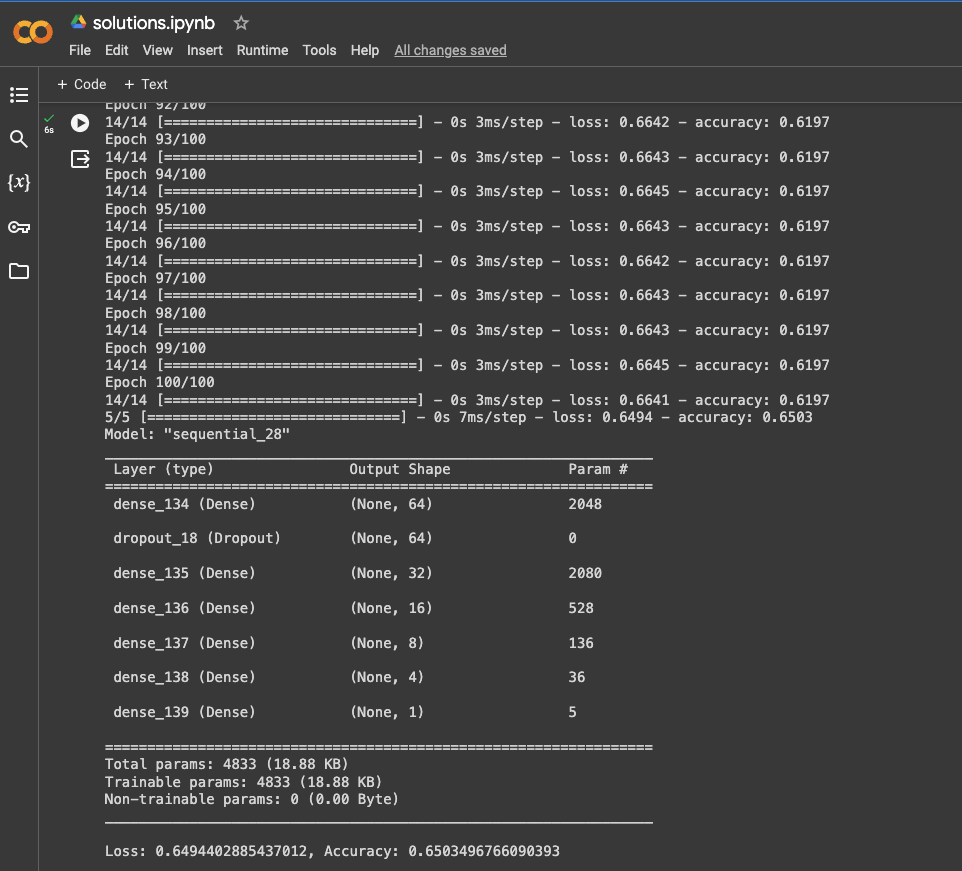 solutions.ipynb
File Edit View Insert Runtime Tools Help All changes saved
+ Code + Text
Epoch 92/100
6s
14/14 [==============================] - 0s 3ms/step - loss: 0.6642 - accuracy: 0.6197
Epoch 93/100
14/14 [==============================] - 0s 3ms/step - loss: 0.6643 - accuracy: 0.6197
Epoch 94/100
14/14 [==============================] - 0s 3ms/step - loss: 0.6645 - accuracy: 0.6197
Epoch 95/100
14/14 [==============================] - 0s 3ms/step - loss: 0.6643 - accuracy: 0.6197
Epoch 96/100
14/14 [==============================] - 0s 3ms/step - loss: 0.6642 - accuracy: 0.6197
Epoch 97/100
14/14 [==============================] - 0s 3ms/step - loss: 0.6643 - accuracy: 0.6197
Epoch 98/100
14/14 [==============================] - 0s 3ms/step - loss: 0.6643 - accuracy: 0.6197
Epoch 99/100
14/14 [==============================] - 0s 3ms/step - loss: 0.6645 - accuracy: 0.6197
Epoch 100/100
14/14 [==============================] - 0s 3ms/step - loss: 0.6641 - accuracy: 0.6197
5/5 [==============================] - 0s 7ms/step - loss: 0.6494 - accuracy: 0.6503
Model: "sequential_28"
_________________________________________________________________
Layer (type) Output Shape Param #
=================================================================
dense_134 (Dense) (None, 64) 2048
dropout_18 (Dropout) (None, 64) 0
dense_135 (Dense) (None, 32) 2080
dense_136 (Dense) (None, 16) 528
dense_137 (Dense) (None, 8) 136
dense_138 (Dense) (None, 4) 36
dense_139 (Dense) (None, 1) 5
=================================================================
Total params: 4833 (18.88 KB)
Trainable params: 4833 (18.88 KB)
Non-trainable params: 0 (0.00 Byte)
_________________________________________________________________
Loss: 0.6494402885437012, Accuracy: 0.6503496766090393